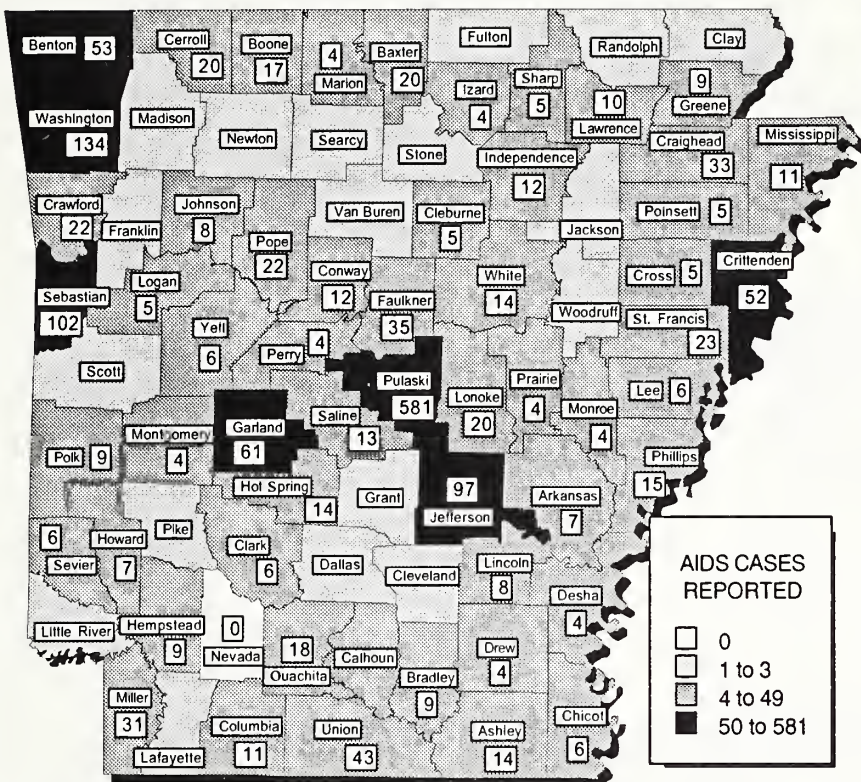 Benton 53
Cerroll
20
Boone
17
4
Marion
Baxter
20
Fulton
Randolph
Clay
Izard
4
Sharp
5
10
Lawrence
9
Greene
Washington
134
Madison
Newton
Searcy
Stone
Independence
12
Craighead
33
Mississippi
11
Crawford
22
Franklin
Johnson
8
Pope
22
Van Buren
Cleburne
5
Jackson
Poinsett 5
Sebastian
102
Logan
5
Conway
12
Faulkner
35
White
14
Woodruff
Cross 5
Crittenden
52
St. Francis
23
Yell
6
Perry 4
Scott
Pulaski
581
Lonoke
20
Prairie
4
Monroe
4
Lee 6
Polk 9
Montgomery
4
Garland
61
Saline
13
Hot Spring
14
Grant
97
Jefferson
Arkansas
7
Phillips
15
6
Sevier
Howard
7
Pike
Clark
6
Dallas
Cleveland
Lincoln
8
Desha
4
Little River
Hempstead
9
0
Nevada
18
Ouachita
Calhoun
Bradley
9
Drew
4
Miller
31
Lafayette
Columbia
11
Union
43
Ashley
14
Chicot
6
AIDS CASES
REPORTED
0
1 to 3
4 to 49
50 to 581